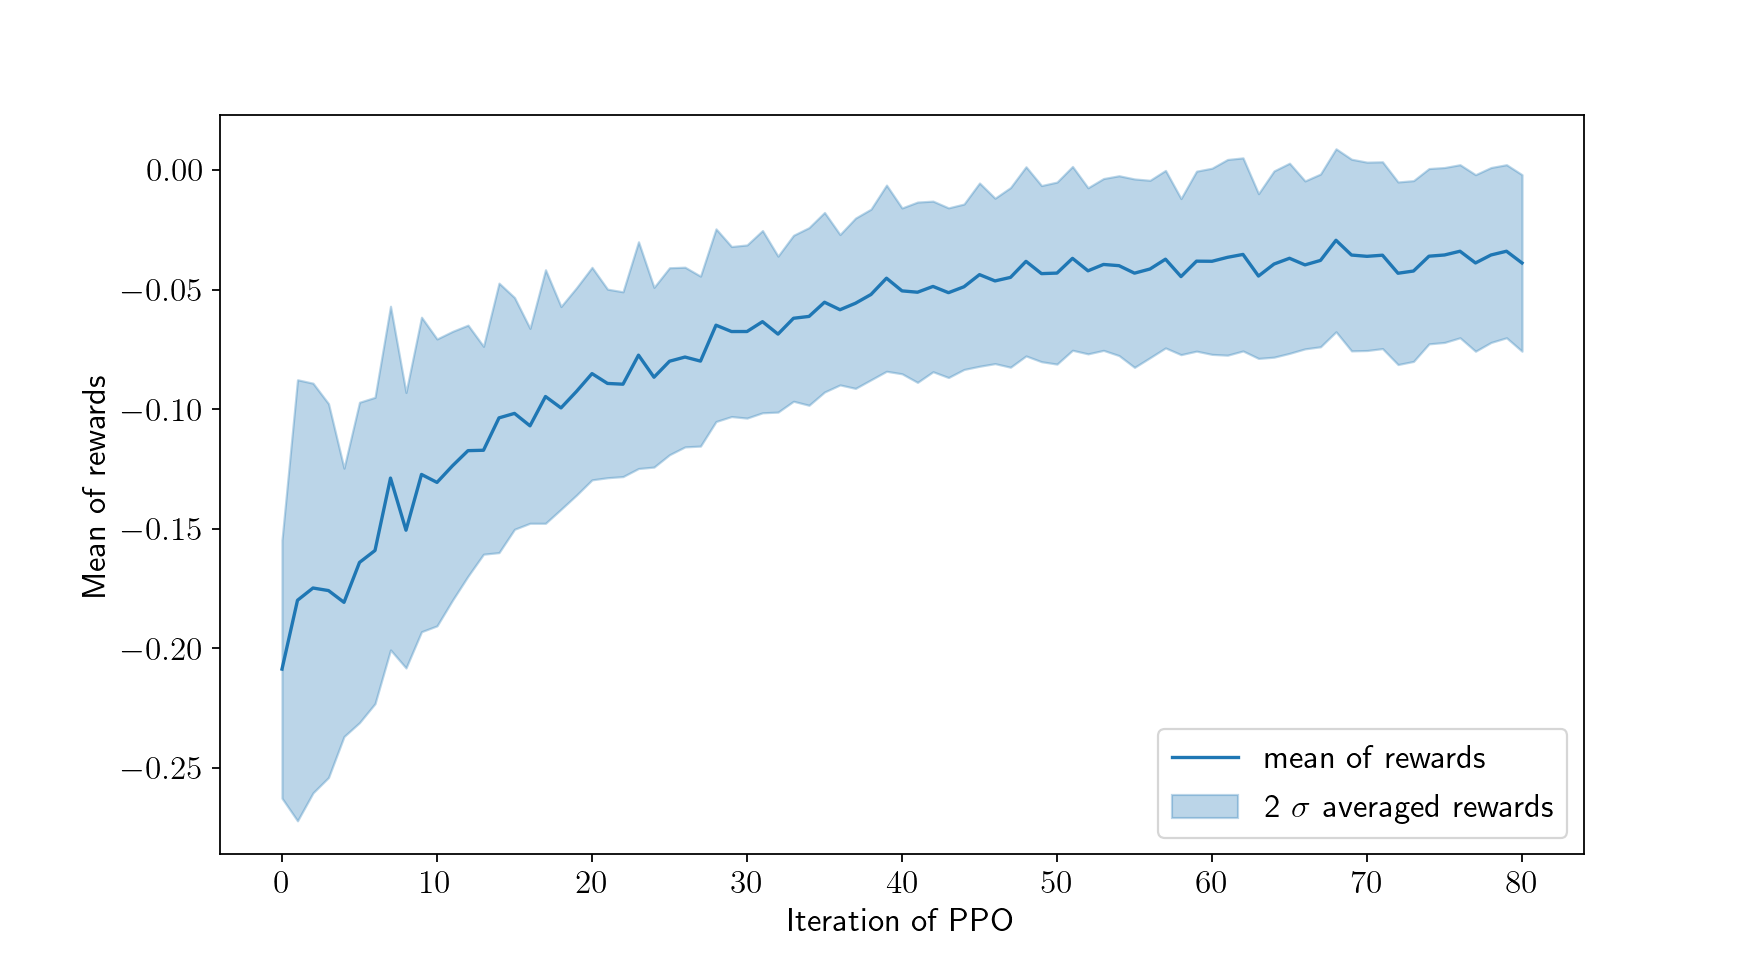 0.00
−0.05
−0.10
−0.15
−0.20
−0.25
Mean of rewards
mean of rewards
2 σ averaged rewards
0 10 20 30 40 50 60 70 80
Iteration of PPO